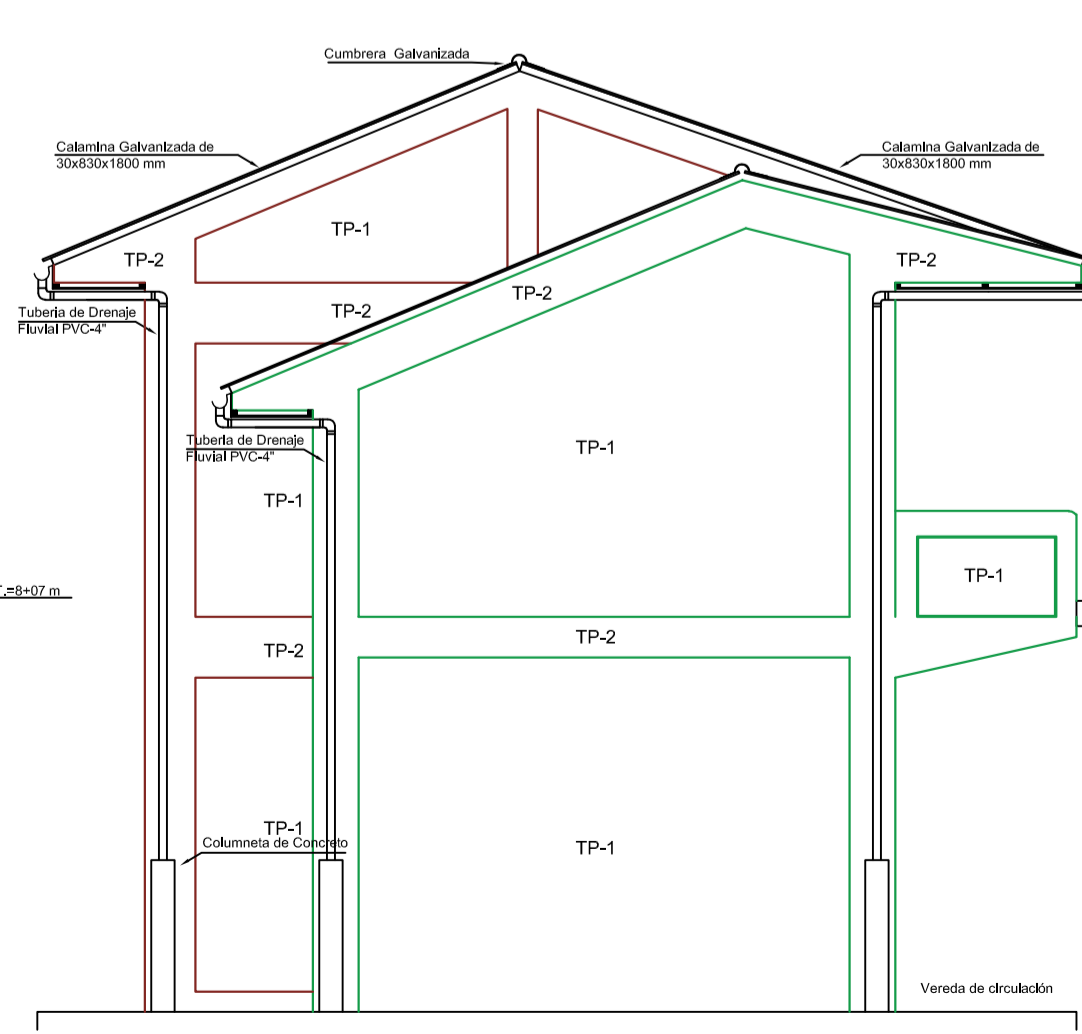 Cumbrera Galvanizada
Calamina Galvanizada de
30x830x1800 mm
Calamina Galvanizada de
30x830x1800 mm
TP-1
TP-2
TP-2
TP-2
TP-2
Tuberia de Drenaje
Fluvial PVC-4"
Tuberia de Drenaje
Fluvial PVC-4"
TP-1
TP-1
TP-1
.=8+07 m
TP-2
TP-2
TP-1
Columneta de Concreto
TP-1
Vereda de circulación